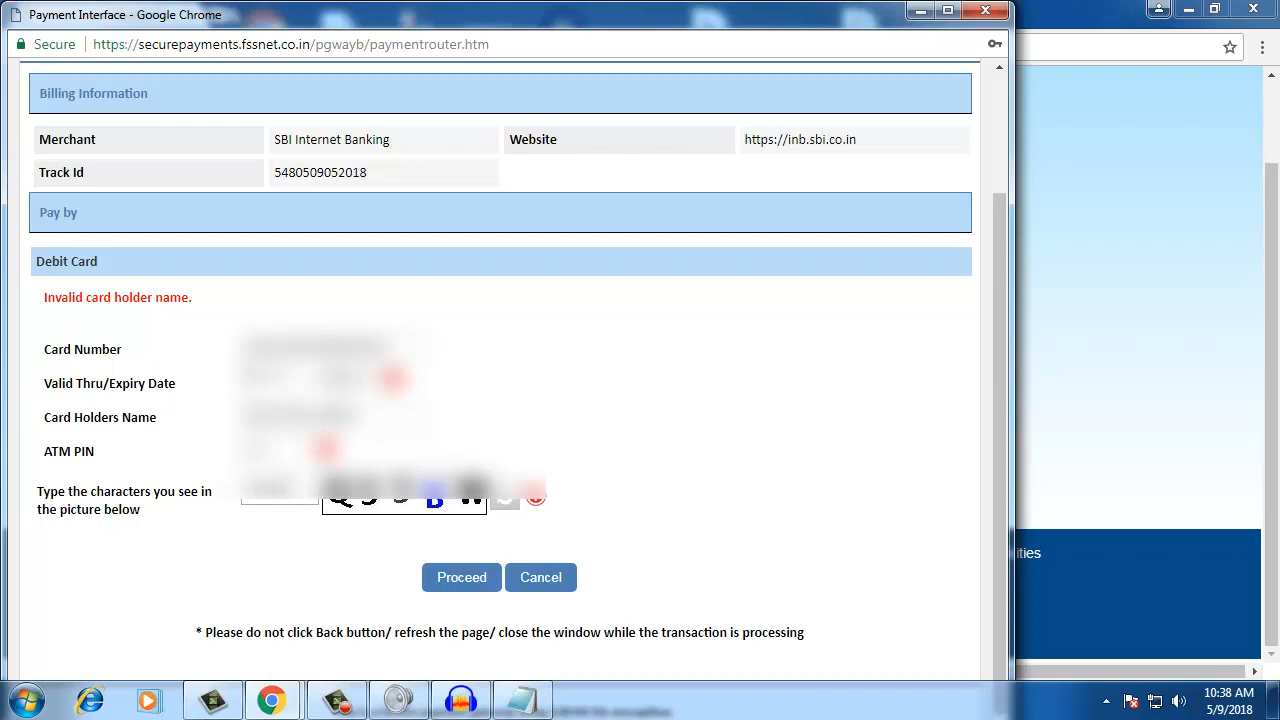 Payment Interface - Google Chrome
Secure https://securepayments.fssnet.co.in/pgwayb/paymentrouter.htm
Billing Information
Merchant SBI Internet Banking Website https://inb.sbi.co.in
Track Id 5480509052018
Pay by
Debit Card
Invalid card holder name.
Card Number
Valid Thru/Expiry Date
Card Holders Name
ATM PIN
Type the characters you see in
the picture below
Proceed Cancel
ities
* Please do not click Back button/ refresh the page/ close the window while the transaction is processing
10:38 AM
5/9/2018